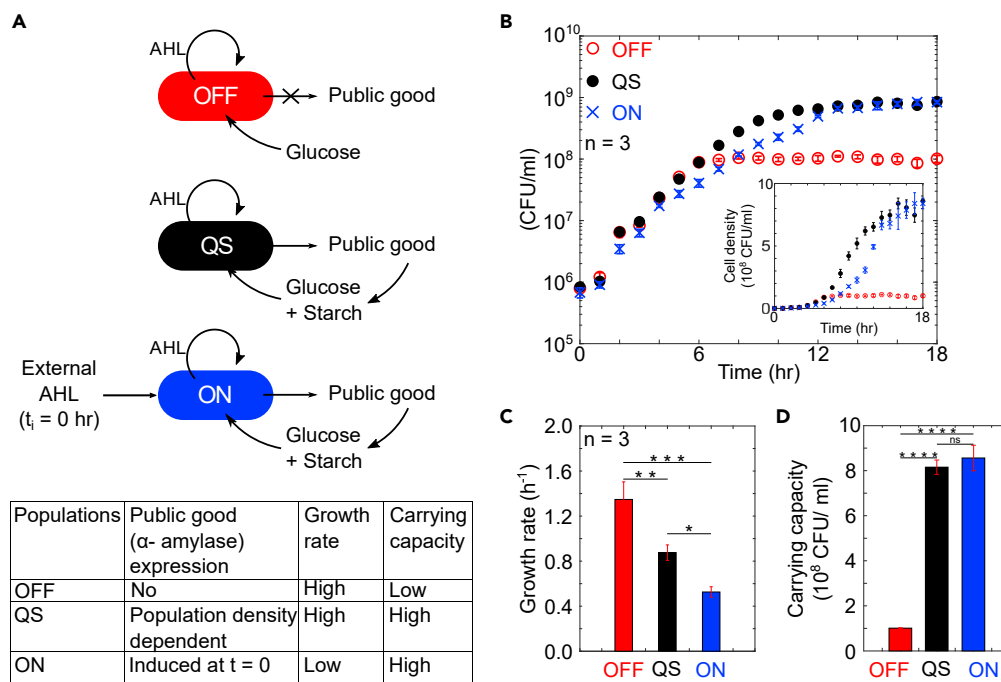 A
AHL
OFF
Public good
Glucose
AHL
QS
Public good
Glucose
+ Starch
External
AHL
(tᵢ = 0 hr)
AHL
ON
Public good
Glucose
+ Starch
Populations Public good (α- amylase) expression Growth rate Carrying capacity
OFF No High Low
QS Population density dependent High High
ON Induced at t = 0 Low High
B
OFF
QS
ON
n = 3
(CFU/ml)
10¹⁰
10⁹
10⁸
10⁷
10⁶
10⁵
0 6 12 18
Time (hr)
Cell density
(10⁸ CFU/ml)
10
5
0
0 6 12 18
Time (hr)
C
n = 3
Growth rate (h⁻¹)
2.0
1.6
1.2
0.8
0.4
0
* * *
* *
*
OFF QS ON
D
Carrying capacity
(10⁸ CFU/ ml)
10
8
6
4
2
0
* * * *
ns
* * * *
OFF QS ON